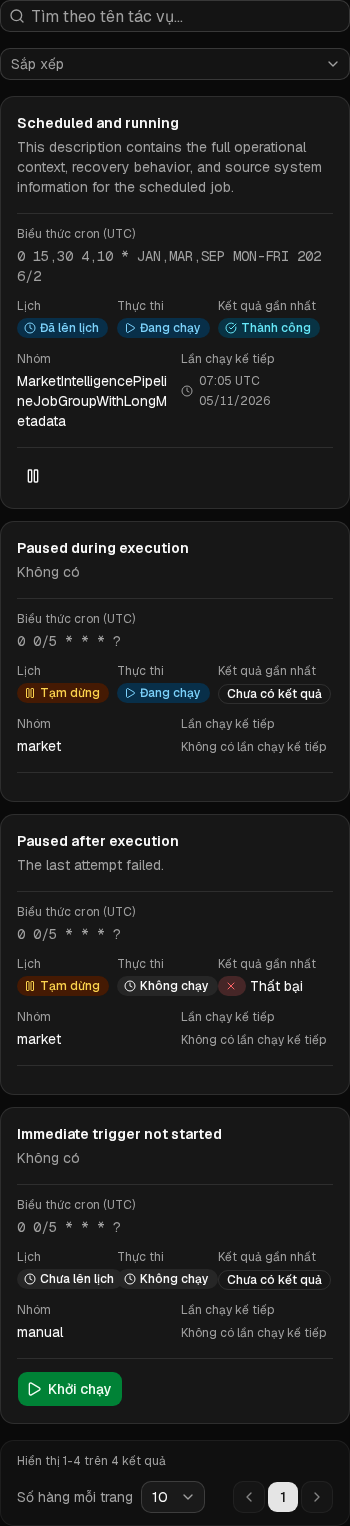 Tìm theo tên tác vụ...
Sắp xếp
Scheduled and running
This description contains the full operational
context, recovery behavior, and source system
information for the scheduled job.
Biểu thức cron (UTC)
0 15,30 4,10 * JAN,MAR,SEP MON-FRI 202
6/2
Lịch Thực thi Kết quả gần nhất
Đã lên lịch Đang chạy Thành công
Nhóm Lần chạy kế tiếp
MarketIntelligencePipeli
neJobGroupWithLongM
etadata
07:05 UTC
05/11/2026
Paused during execution
Không có
Biểu thức cron (UTC)
0 0/5 * * * ?
Lịch Thực thi Kết quả gần nhất
Tạm dừng Đang chạy Chưa có kết quả
Nhóm Lần chạy kế tiếp
market Không có lần chạy kế tiếp
Paused after execution
The last attempt failed.
Biểu thức cron (UTC)
0 0/5 * * * ?
Lịch Thực thi Kết quả gần nhất
Tạm dừng Không chạy Thất bại
Nhóm Lần chạy kế tiếp
market Không có lần chạy kế tiếp
Immediate trigger not started
Không có
Biểu thức cron (UTC)
0 0/5 * * * ?
Lịch Thực thi Kết quả gần nhất
Chưa lên lịch Không chạy Chưa có kết quả
Nhóm Lần chạy kế tiếp
manual Không có lần chạy kế tiếp
Khởi chạy
Hiển thị 1-4 trên 4 kết quả
Số hàng mỗi trang 10 1